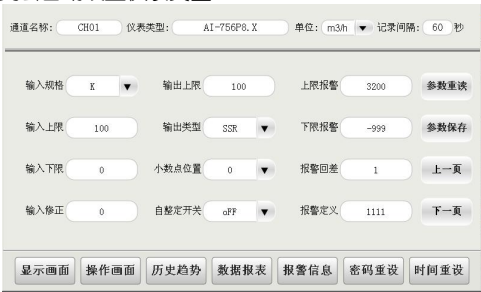 通道名称: CH01 仪表类型: AI-756P8.X 单位: m3/h ▼ 记录间隔: 60 秒
输入规格 K ▼ 输出上限 100 上限报警 3200 参数重读
输入上限 100 输出类型 SSR ▼ 下限报警 -999 参数保存
输入下限 0 小数点位置 0 ▼ 报警回差 1 上一页
输入修正 0 自整定开关 oFF ▼ 报警定义 1111 下一页
显示画面 操作画面 历史趋势 数据报表 报警信息 密码重设 时间重设